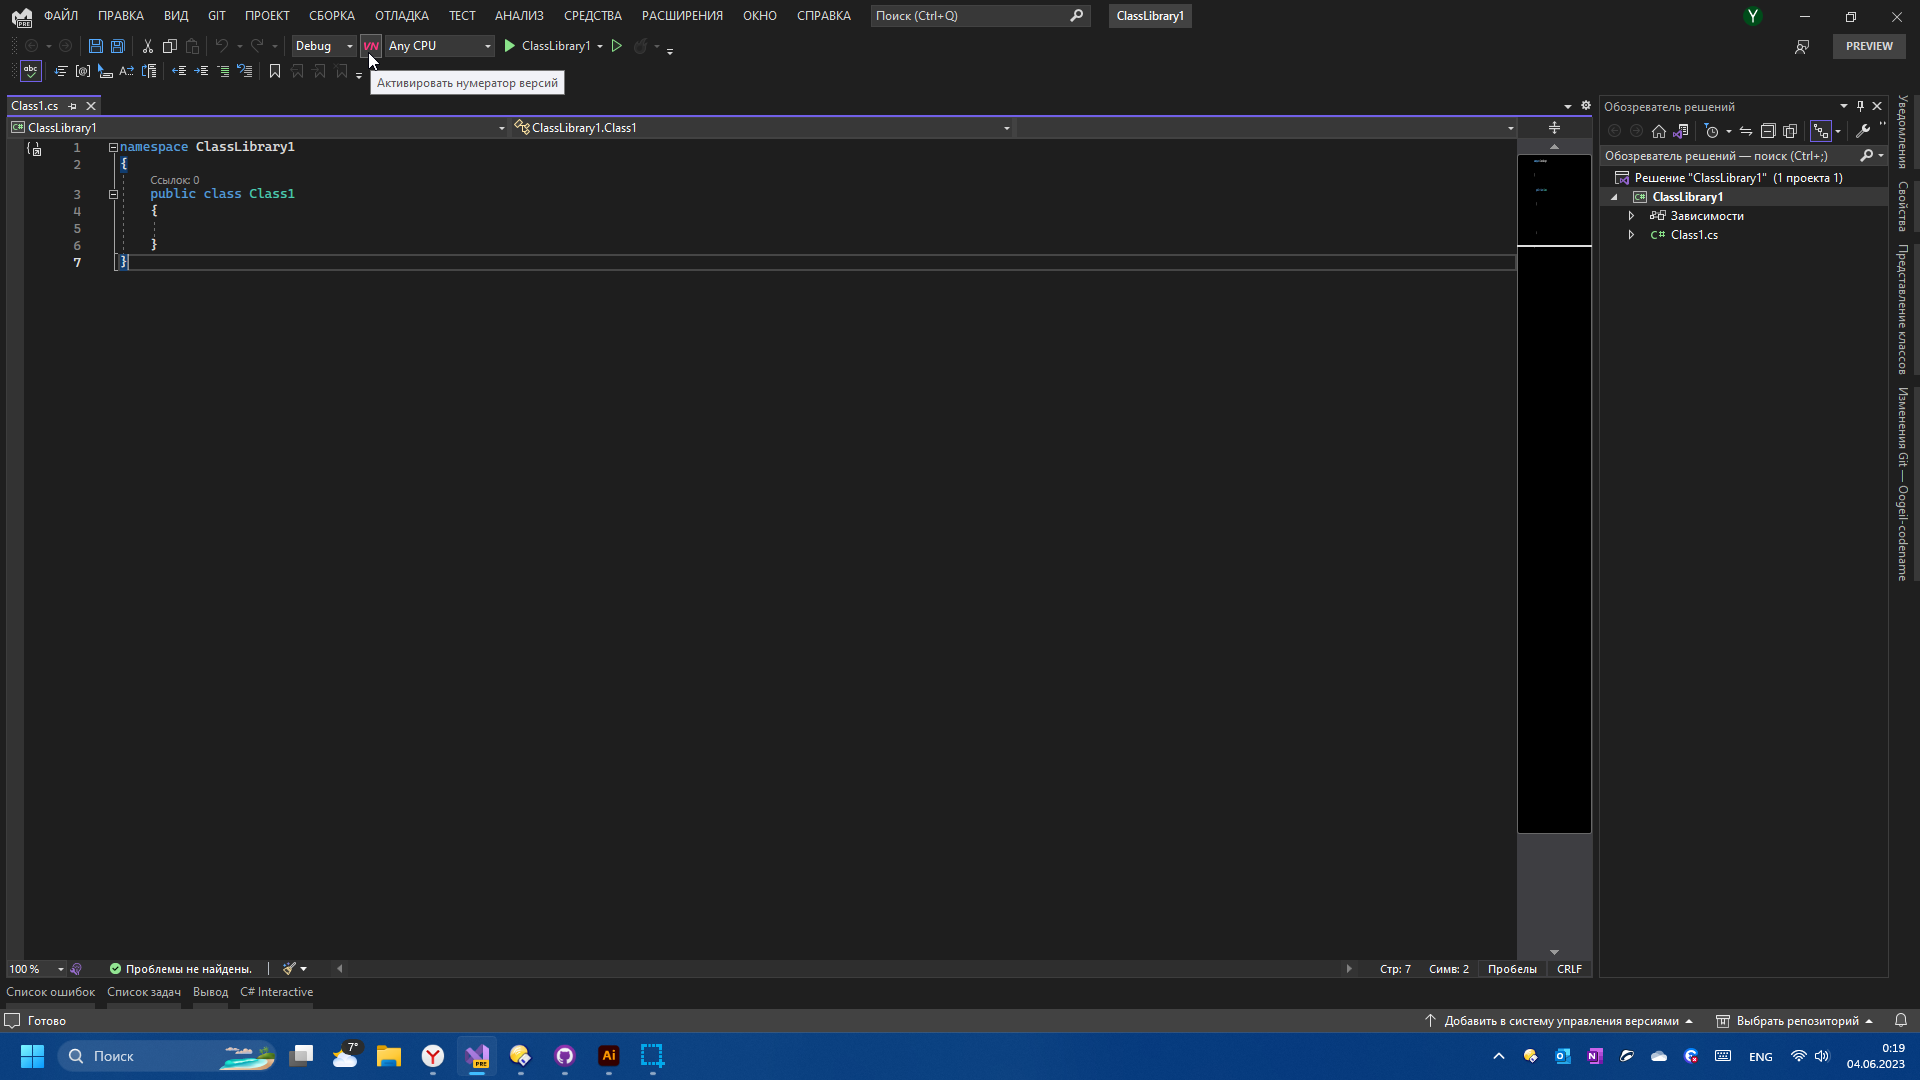 ФАЙЛ ПРАВКА ВИД GIT ПРОЕКТ СБОРКА ОТЛАДКА ТЕСТ АНАЛИЗ СРЕДСТВА РАСШИРЕНИЯ ОКНО СПРАВКА Поиск (Ctrl+Q) ClassLibrary1 Y
Debug VN Any CPU ClassLibrary1 PREVIEW
Активировать нумератор версий
Class1.cs
ClassLibrary1 ClassLibrary1.Class1
1 namespace ClassLibrary1
2 {
Ссылок: 0
3 public class Class1
4 {
5
6 }
7 }
Обозреватель решений
Обозреватель решений — поиск (Ctrl+;)
Решение "ClassLibrary1" (1 проекта 1)
ClassLibrary1
Зависимости
C# Class1.cs
Уведомления
Свойства
Представление классов
Изменения Git — Oogeil-codename
100 % Проблемы не найдены. Стр: 7 Симв: 2 Пробелы CRLF
Список ошибок Список задач Вывод C# Interactive
Готово Добавить в систему управления версиями Выбрать репозиторий
Поиск 7° PRE Ai ENG 0:19
04.06.2023